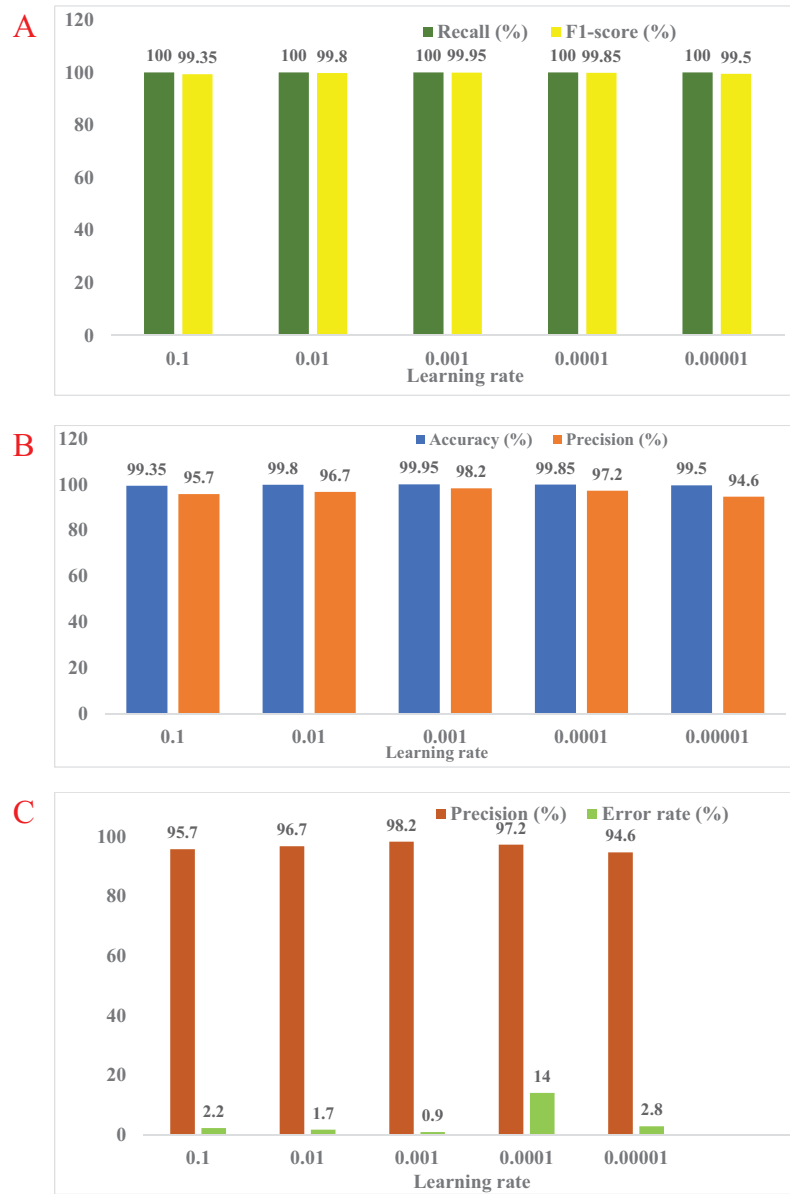 A
120
Recall (%) F1-score (%)
100 99.35 100 99.8 100 99.95 100 99.85 100 99.5
100
80
60
40
20
0
0.1 0.01 0.001 0.0001 0.00001
Learning rate
B
120
Accuracy (%) Precision (%)
99.35 95.7 99.8 96.7 99.95 98.2 99.85 97.2 99.5 94.6
100
80
60
40
20
0
0.1 0.01 0.001 0.0001 0.00001
Learning rate
C
Precision (%) Error rate (%)
95.7 96.7 98.2 97.2 94.6
100
80
60
40
20
2.2 1.7 0.9 14 2.8
0
0.1 0.01 0.001 0.0001 0.00001
Learning rate